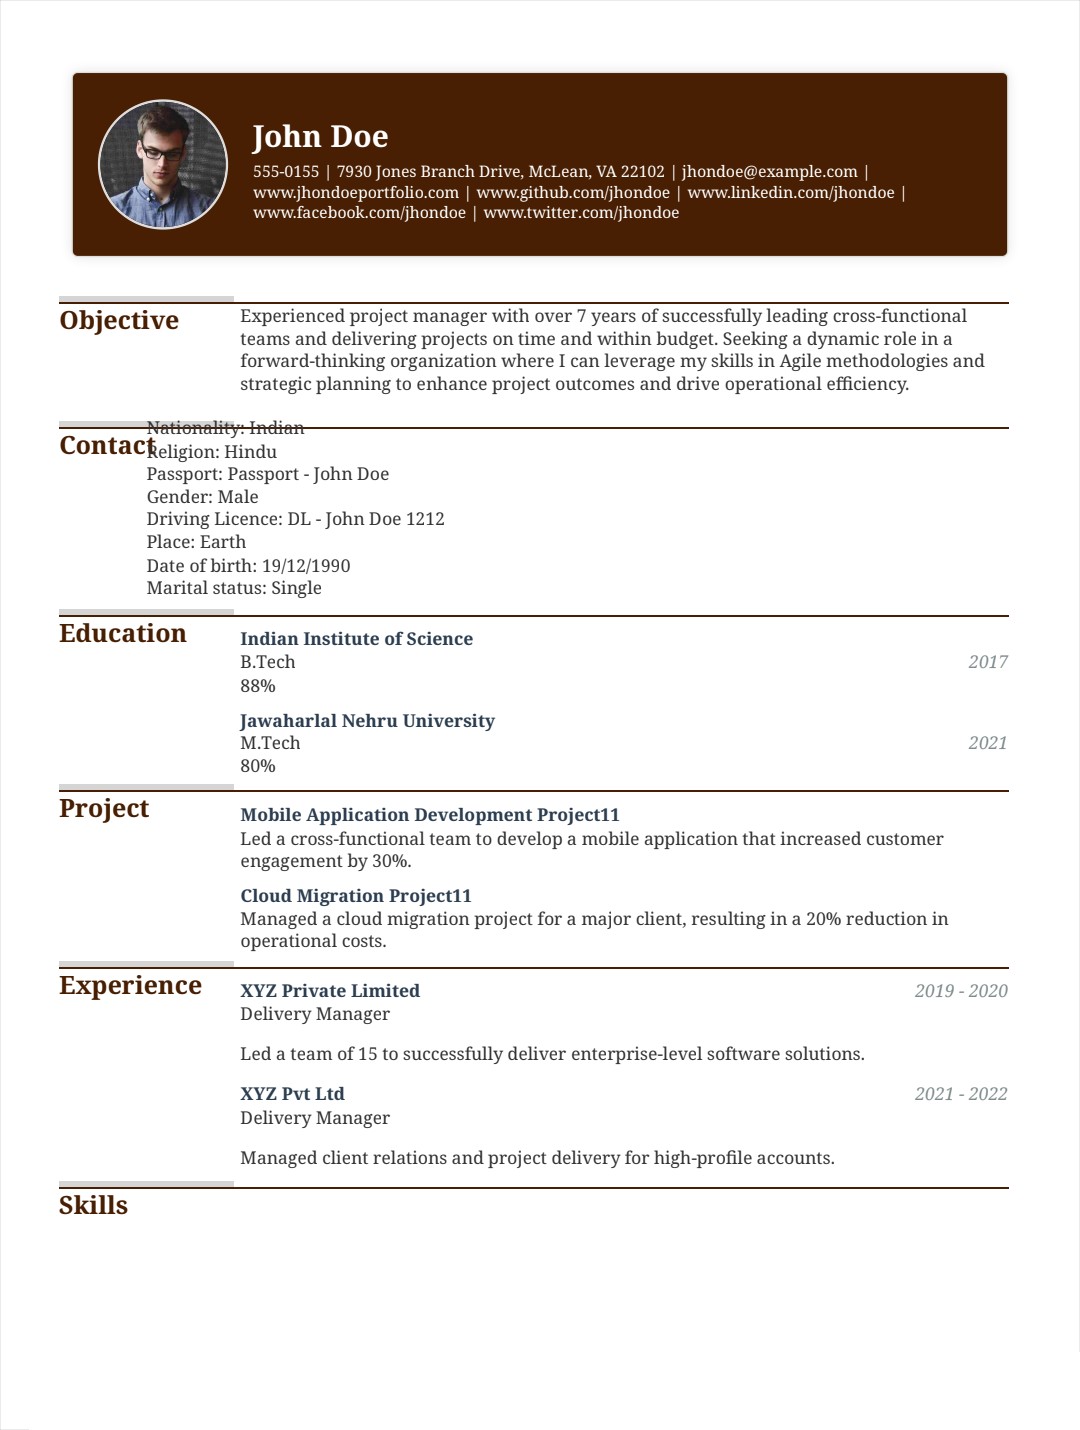 John Doe
555-0155 | 7930 Jones Branch Drive, McLean, VA 22102 | jhondoe@example.com |
www.jhondoeportfolio.com | www.github.com/jhondoe | www.linkedin.com/jhondoe |
www.facebook.com/jhondoe | www.twitter.com/jhondoe
Objective
Experienced project manager with over 7 years of successfully leading cross-functional
teams and delivering projects on time and within budget. Seeking a dynamic role in a
forward-thinking organization where I can leverage my skills in Agile methodologies and
strategic planning to enhance project outcomes and drive operational efficiency.
Contact
Nationality: Indian
Religion: Hindu
Passport: Passport - John Doe
Gender: Male
Driving Licence: DL - John Doe 1212
Place: Earth
Date of birth: 19/12/1990
Marital status: Single
Education
Indian Institute of Science
B.Tech 2017
88%
Jawaharlal Nehru University
M.Tech 2021
80%
Project
Mobile Application Development Project11
Led a cross-functional team to develop a mobile application that increased customer
engagement by 30%.
Cloud Migration Project11
Managed a cloud migration project for a major client, resulting in a 20% reduction in
operational costs.
Experience
XYZ Private Limited 2019 - 2020
Delivery Manager
Led a team of 15 to successfully deliver enterprise-level software solutions.
XYZ Pvt Ltd 2021 - 2022
Delivery Manager
Managed client relations and project delivery for high-profile accounts.
Skills